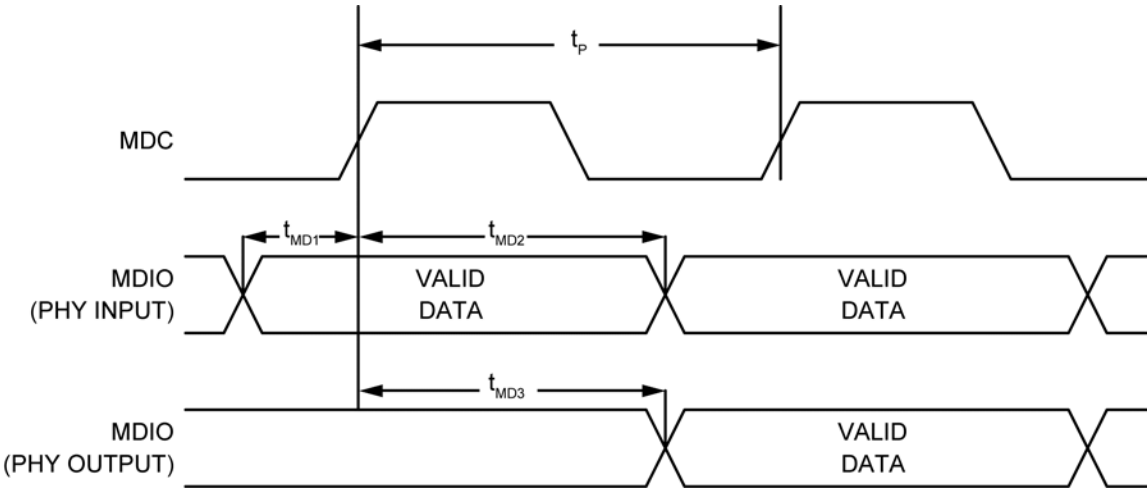 tP
MDC
tMD1
tMD2
MDIO
(PHY INPUT)
VALID
DATA
VALID
DATA
tMD3
MDIO
(PHY OUTPUT)
VALID
DATA